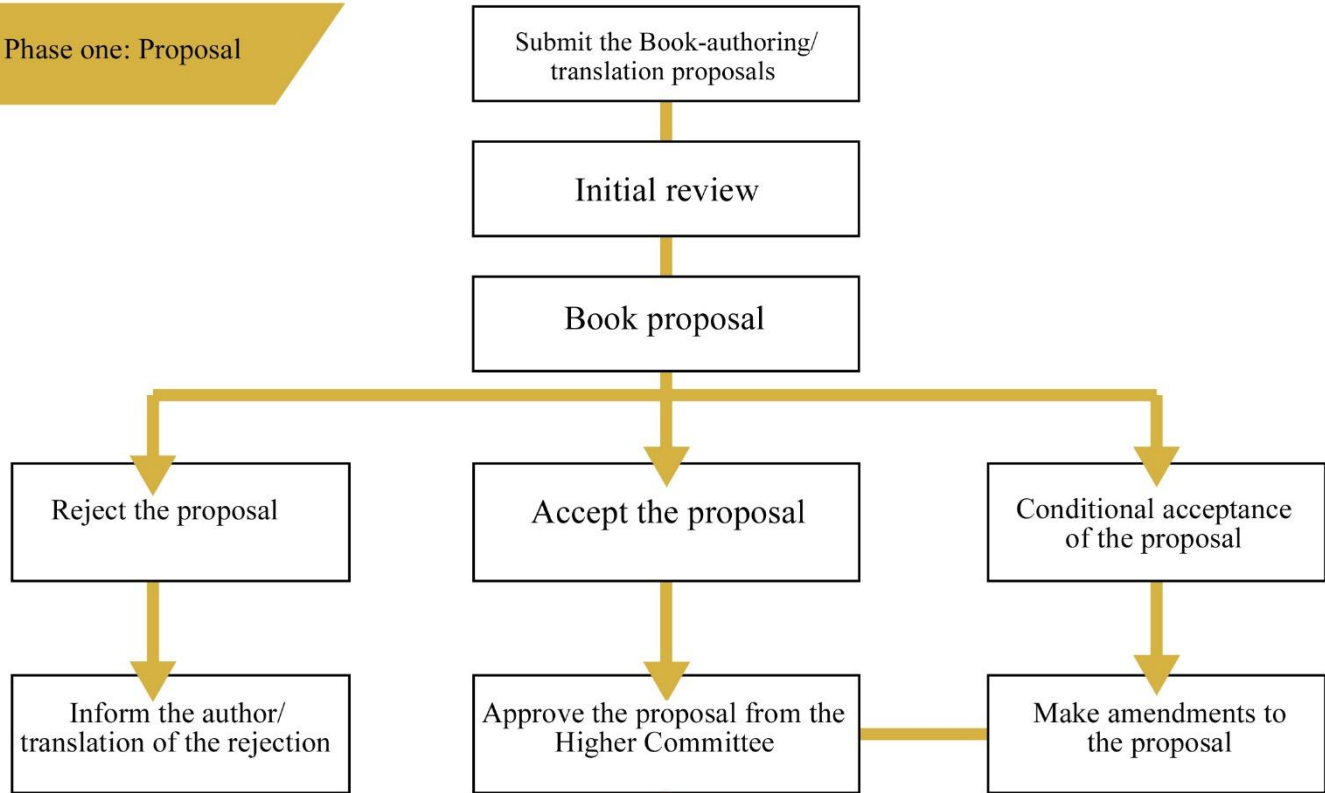 Phase one: Proposal
Submit the Book-authoring/
translation proposals
Initial review
Book proposal
Reject the proposal
Accept the proposal
Conditional acceptance
of the proposal
Inform the author/
translation of the rejection
Approve the proposal from the
Higher Committee
Make amendments to
the proposal